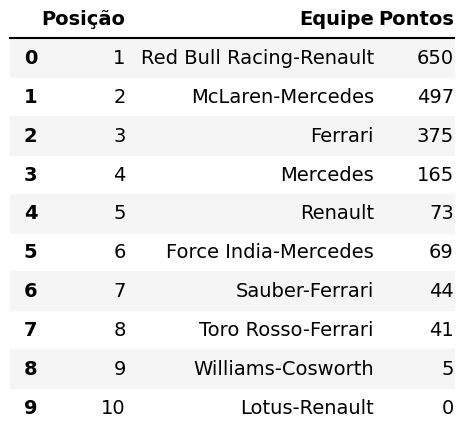 Posição Equipe Pontos
0 1 Red Bull Racing-Renault 650
1 2 McLaren-Mercedes 497
2 3 Ferrari 375
3 4 Mercedes 165
4 5 Renault 73
5 6 Force India-Mercedes 69
6 7 Sauber-Ferrari 44
7 8 Toro Rosso-Ferrari 41
8 9 Williams-Cosworth 5
9 10 Lotus-Renault 0